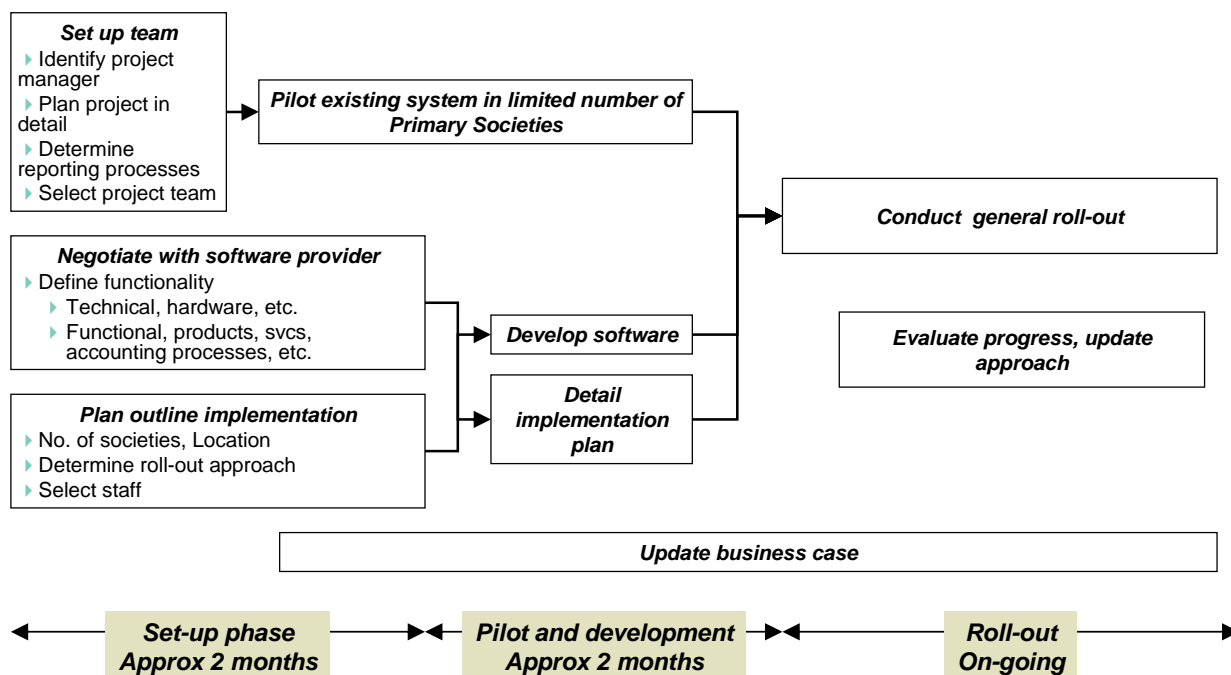 Set up team
Identify project
manager
Plan project in
detail
Determine
reporting processes
Select project team
Pilot existing system in limited number of
Primary Societies
Conduct general roll-out
Negotiate with software provider
Define functionality
Technical, hardware, etc.
Functional, products, svcs,
accounting processes, etc.
Develop software
Evaluate progress, update
approach
Plan outline implementation
No. of societies, Location
Determine roll-out approach
Select staff
Detail
implementation
plan
Update business case
Set-up phase
Approx 2 months
Pilot and development
Approx 2 months
Roll-out
On-going